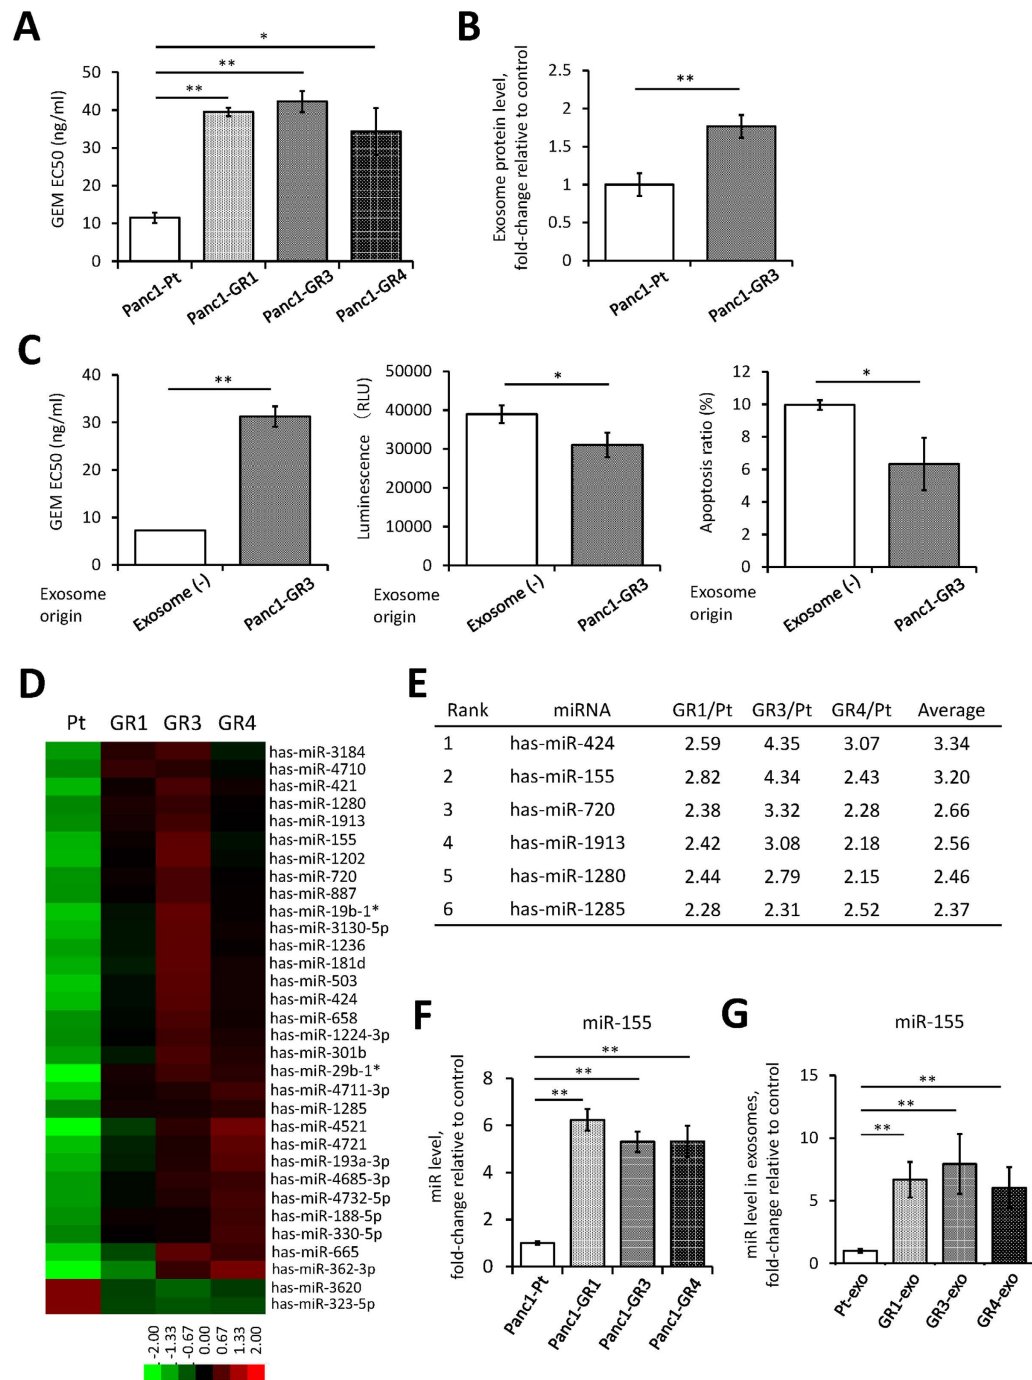 A
*
**
**
GEM EC50 (ng/ml)
50
40
30
20
10
0
Panc1-Pt
Panc1-GR1
Panc1-GR3
Panc1-GR4
B
**
Exosome protein level,
fold-change relative to control
2.5
2
1.5
1
0.5
0
Panc1-Pt
Panc1-GR3
C
**
GEM EC50 (ng/ml)
40
30
20
10
0
Exosome origin
Exosome (-)
Panc1-GR3
*
Luminescence (RLU)
50000
40000
30000
20000
10000
0
Exosome origin
Exosome (-)
Panc1-GR3
*
Apoptosis ratio (%)
12
10
8
6
4
2
0
Exosome origin
Exosome (-)
Panc1-GR3
D
Pt GR1 GR3 GR4
has-miR-3184
has-miR-4710
has-miR-421
has-miR-1280
has-miR-1913
has-miR-155
has-miR-1202
has-miR-720
has-miR-887
has-miR-19b-1*
has-miR-3130-5p
has-miR-1236
has-miR-181d
has-miR-503
has-miR-424
has-miR-658
has-miR-1224-3p
has-miR-301b
has-miR-29b-1*
has-miR-4711-3p
has-miR-1285
has-miR-4521
has-miR-4721
has-miR-193a-3p
has-miR-4685-3p
has-miR-4732-5p
has-miR-188-5p
has-miR-330-5p
has-miR-665
has-miR-362-3p
has-miR-3620
has-miR-323-5p
-2.00 -1.33 -0.67 0.00 0.67 1.33 2.00
E
Rank miRNA GR1/Pt GR3/Pt GR4/Pt Average
1 has-miR-424 2.59 4.35 3.07 3.34
2 has-miR-155 2.82 4.34 2.43 3.20
3 has-miR-720 2.38 3.32 2.28 2.66
4 has-miR-1913 2.42 3.08 2.18 2.56
5 has-miR-1280 2.44 2.79 2.15 2.46
6 has-miR-1285 2.28 2.31 2.52 2.37
F
miR-155
**
**
**
miR level,
fold-change relative to control
8
6
4
2
0
Panc1-Pt
Panc1-GR1
Panc1-GR3
Panc1-GR4
G
miR-155
**
**
**
miR level in exosomes,
fold-change relative to control
15
10
5
0
Pt-exo
GR1-exo
GR3-exo
GR4-exo